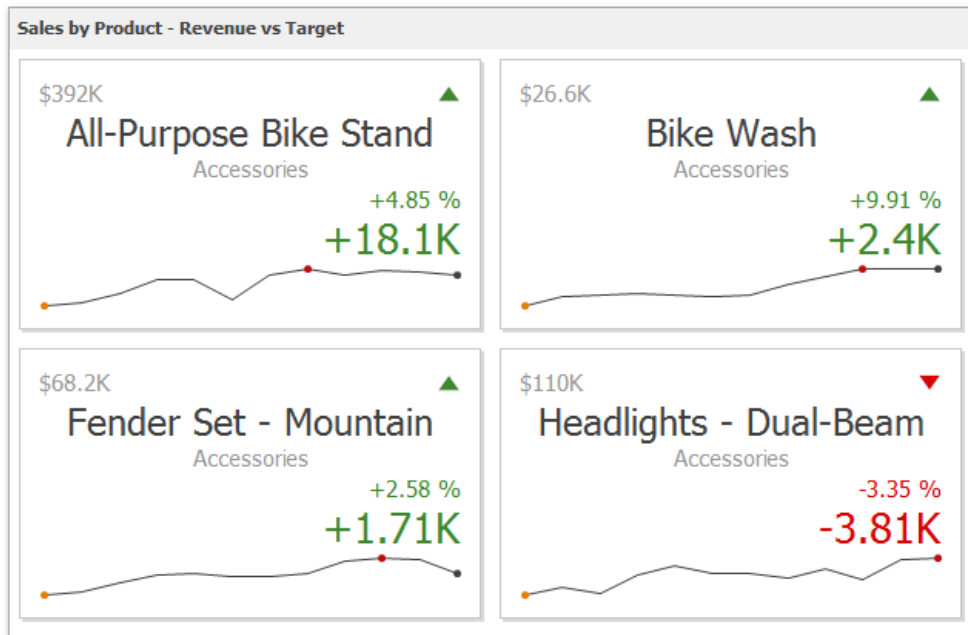 Sales by Product - Revenue vs Target
$392K
All-Purpose Bike Stand
Accessories
+4.85 %
+18.1K
$26.6K
Bike Wash
Accessories
+9.91 %
+2.4K
$68.2K
Fender Set - Mountain
Accessories
+2.58 %
+1.71K
$110K
Headlights - Dual-Beam
Accessories
-3.35 %
-3.81K